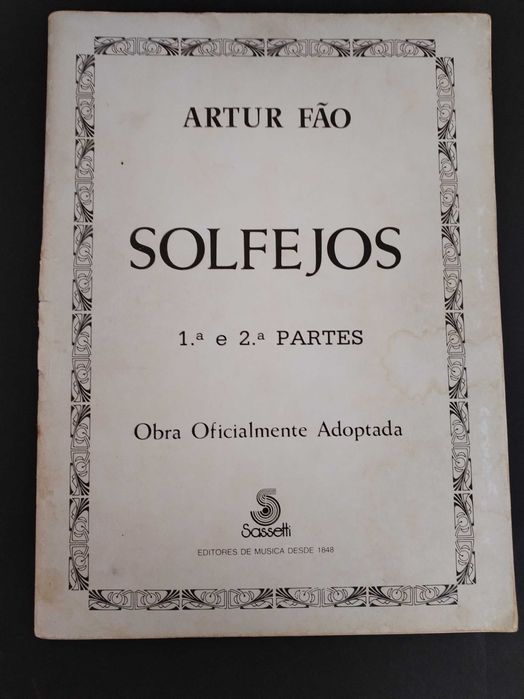 ARTUR FÃO
SOLFEJOS
1.ª e 2.ª PARTES
Obra Oficialmente Adoptada
Sassetti
EDITORES DE MUSICA DESDE 1848